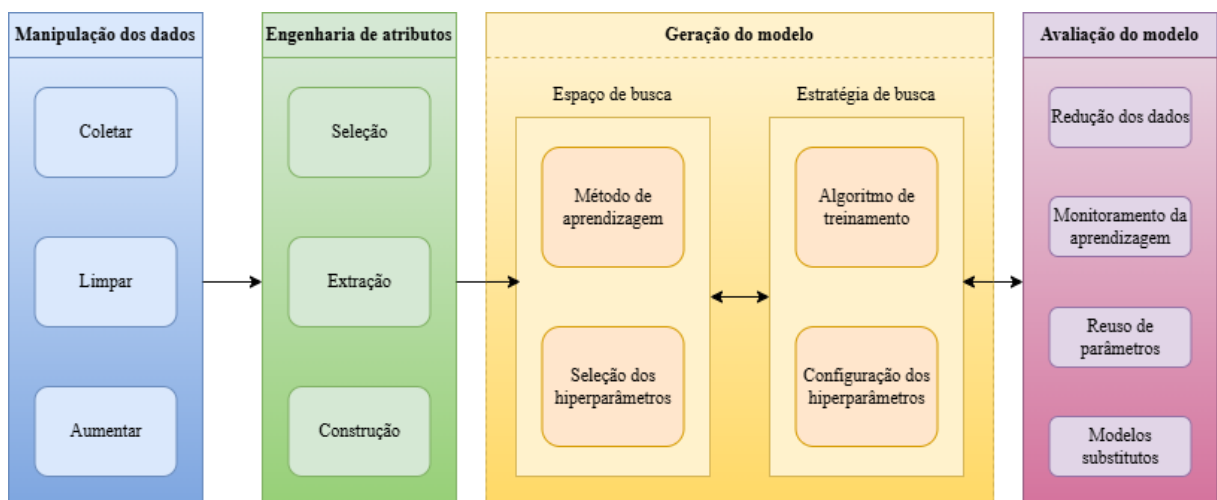 Manipulação dos dados
Coletar
Limpar
Aumentar
Engenharia de atributos
Seleção
Extração
Construção
Geração do modelo
Espaço de busca
Método de
aprendizagem
Seleção dos
hiperparâmetros
Estratégia de busca
Algoritmo de
treinamento
Configuração dos
hiperparâmetros
Avaliação do modelo
Redução dos dados
Monitoramento da
aprendizagem
Reuso de
parâmetros
Modelos
substitutos